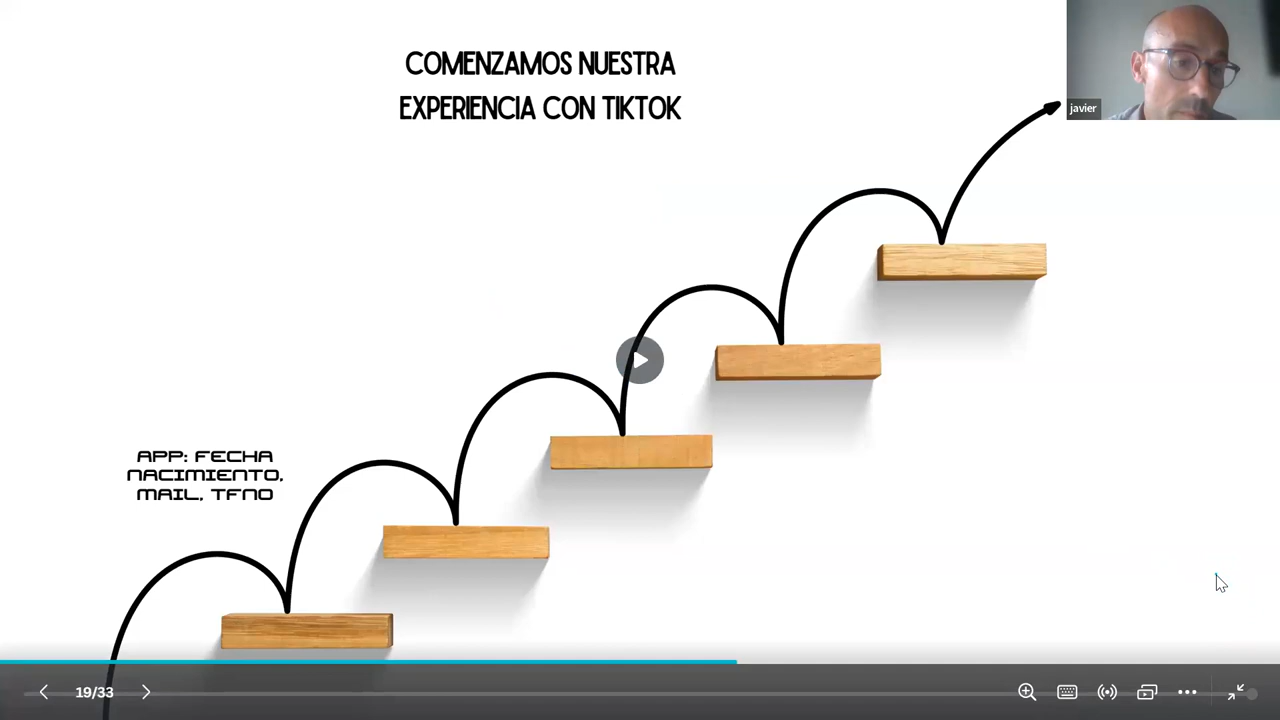 COMENZAMOS NUESTRA
EXPERIENCIA CON TIKTOK
javier
APP: FECHA
NACIMIENTO,
MAIL, TFNO
19/33